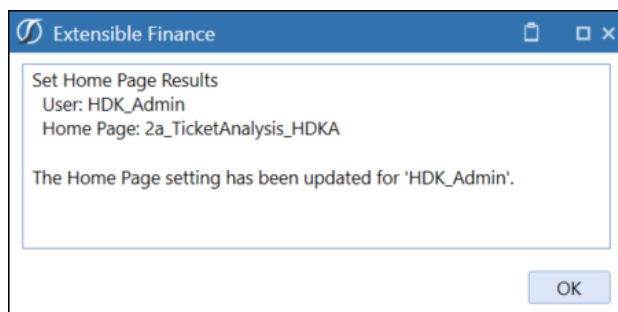 Extensible Finance
Set Home Page Results
User: HDK_Admin
Home Page: 2a_TicketAnalysis_HDKA
The Home Page setting has been updated for 'HDK_Admin'.
OK